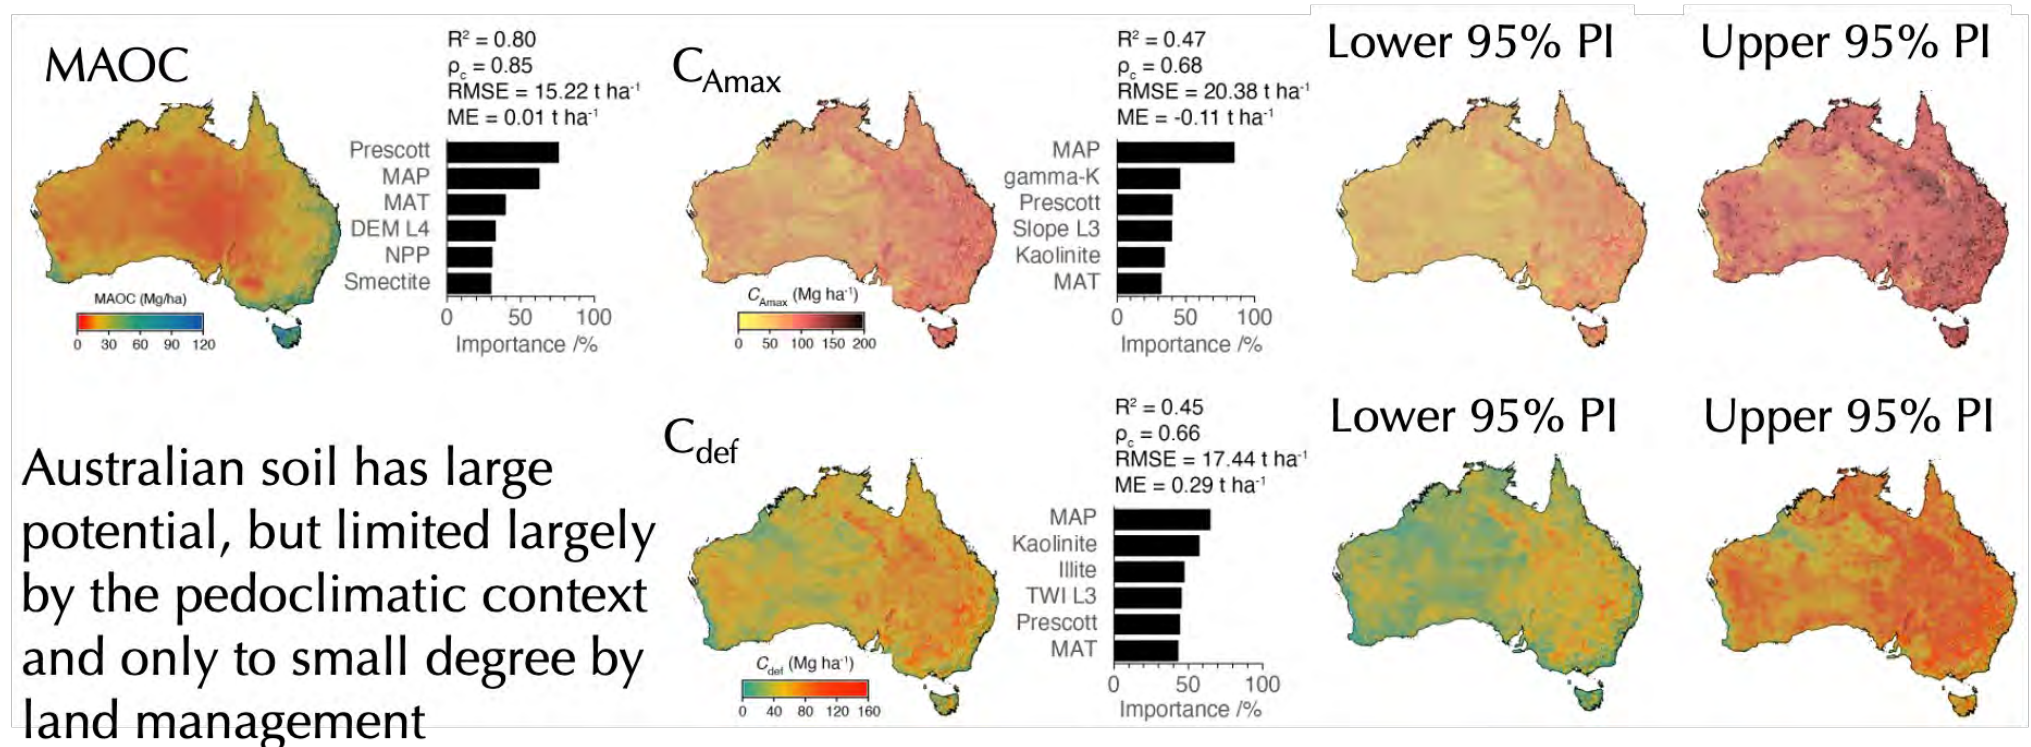 MAOC
R² = 0.80
ρc = 0.85
RMSE = 15.22 t ha⁻¹
ME = 0.01 t ha⁻¹
Prescott
MAP
MAT
DEM L4
NPP
Smectite
0 50 100
Importance /%
MAOC (Mg/ha)
0 30 60 90 120
CAmax
R² = 0.47
ρc = 0.68
RMSE = 20.38 t ha⁻¹
ME = -0.11 t ha⁻¹
MAP
gamma-K
Prescott
Slope L3
Kaolinite
MAT
0 50 100
Importance /%
CAmax (Mg ha⁻¹)
0 50 100 150 200
Lower 95% PI
Upper 95% PI
Australian soil has large
potential, but limited largely
by the pedoclimatic context
and only to small degree by
land management
Cdef
R² = 0.45
ρc = 0.66
RMSE = 17.44 t ha⁻¹
ME = 0.29 t ha⁻¹
MAP
Kaolinite
Illite
TWI L3
Prescott
MAT
0 50 100
Importance /%
Cdef (Mg ha⁻¹)
0 40 80 120 160
Lower 95% PI
Upper 95% PI